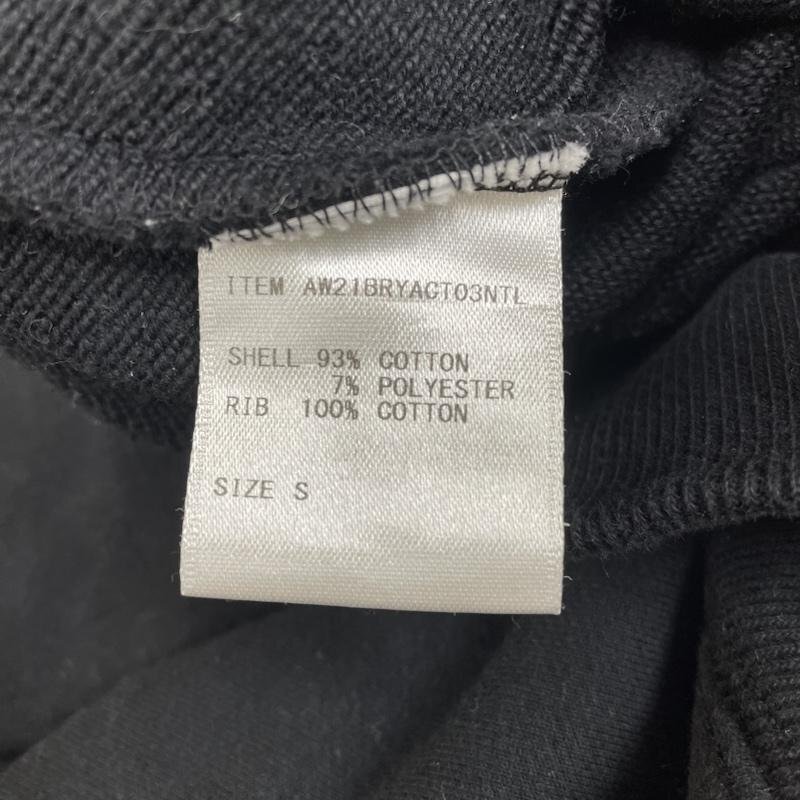 ITEM AW21BRYACT03NTL
SHELL 93% COTTON
7% POLYESTER
RIB 100% COTTON
SIZE S